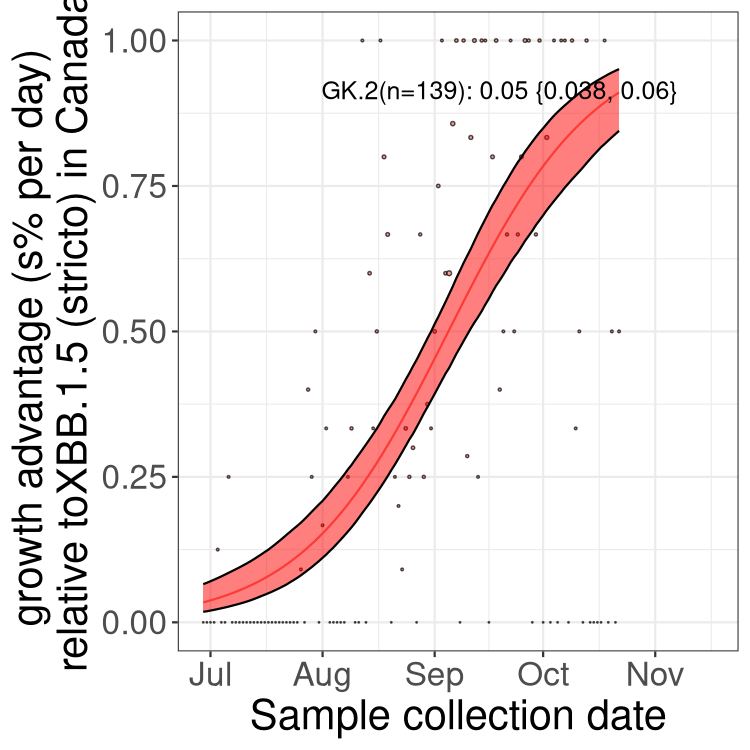 growth advantage (s% per day)
relative toXBB.1.5 (stricto) in Canada
1.00
0.75
0.50
0.25
0.00
GK.2(n=139): 0.05 {0.038, 0.06}
Jul Aug Sep Oct Nov
Sample collection date